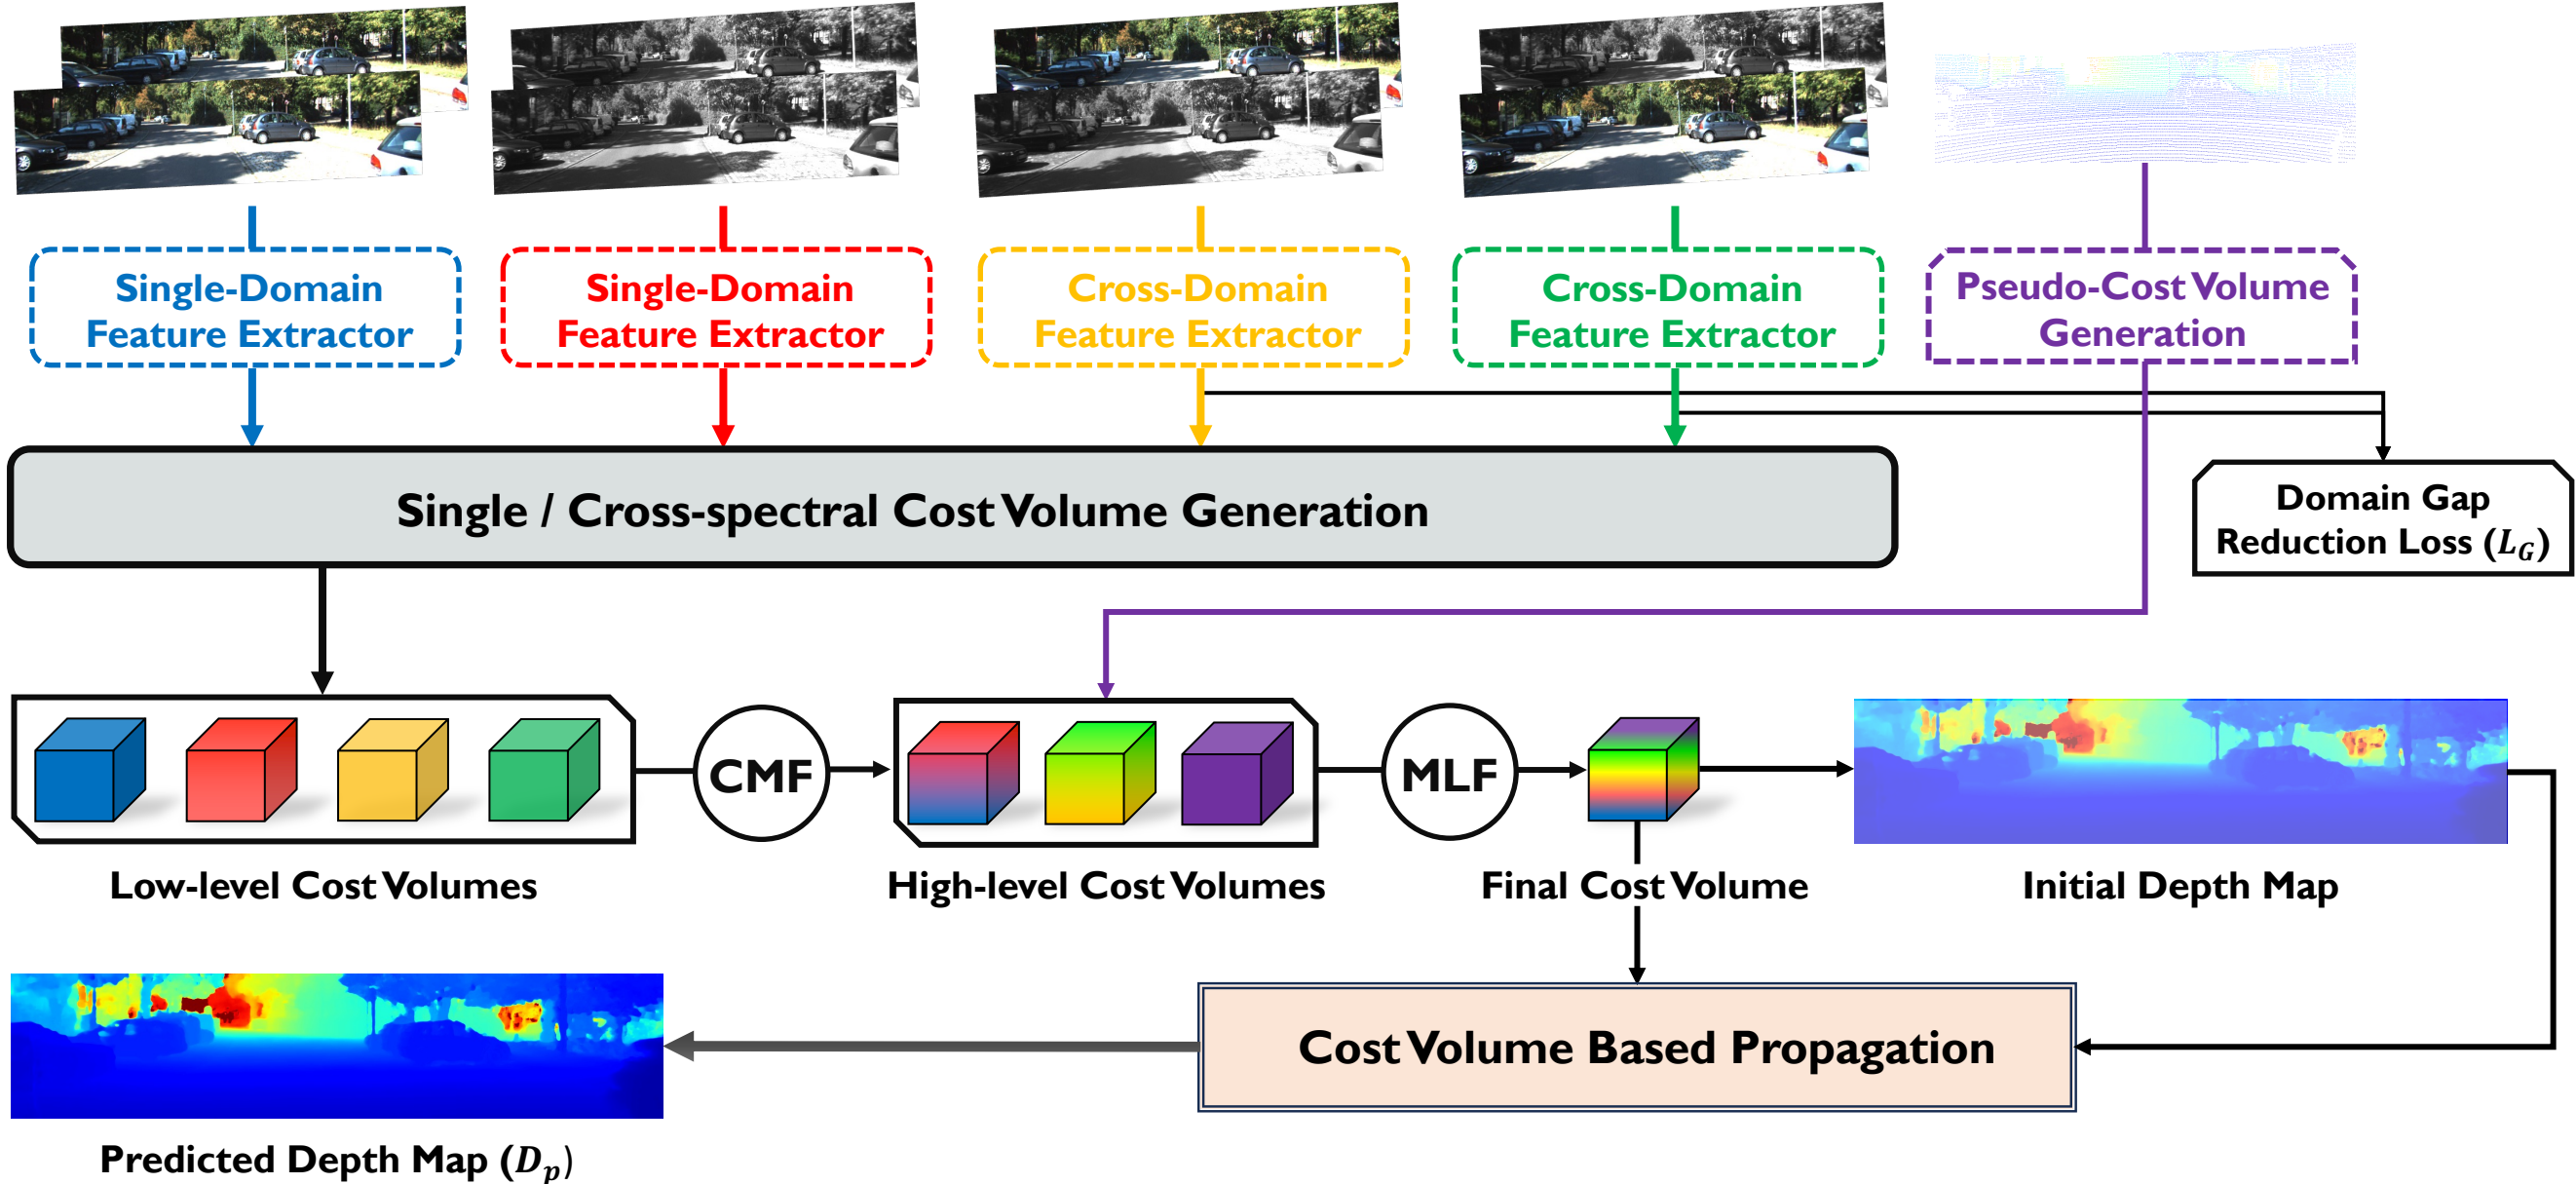 Single-Domain
Feature Extractor
Single-Domain
Feature Extractor
Cross-Domain
Feature Extractor
Cross-Domain
Feature Extractor
Pseudo-Cost Volume
Generation
Single / Cross-spectral Cost Volume Generation
Domain Gap
Reduction Loss (L_G)
CMF
MLF
Low-level Cost Volumes
High-level Cost Volumes
Final Cost Volume
Initial Depth Map
Cost Volume Based Propagation
Predicted Depth Map (D_p)